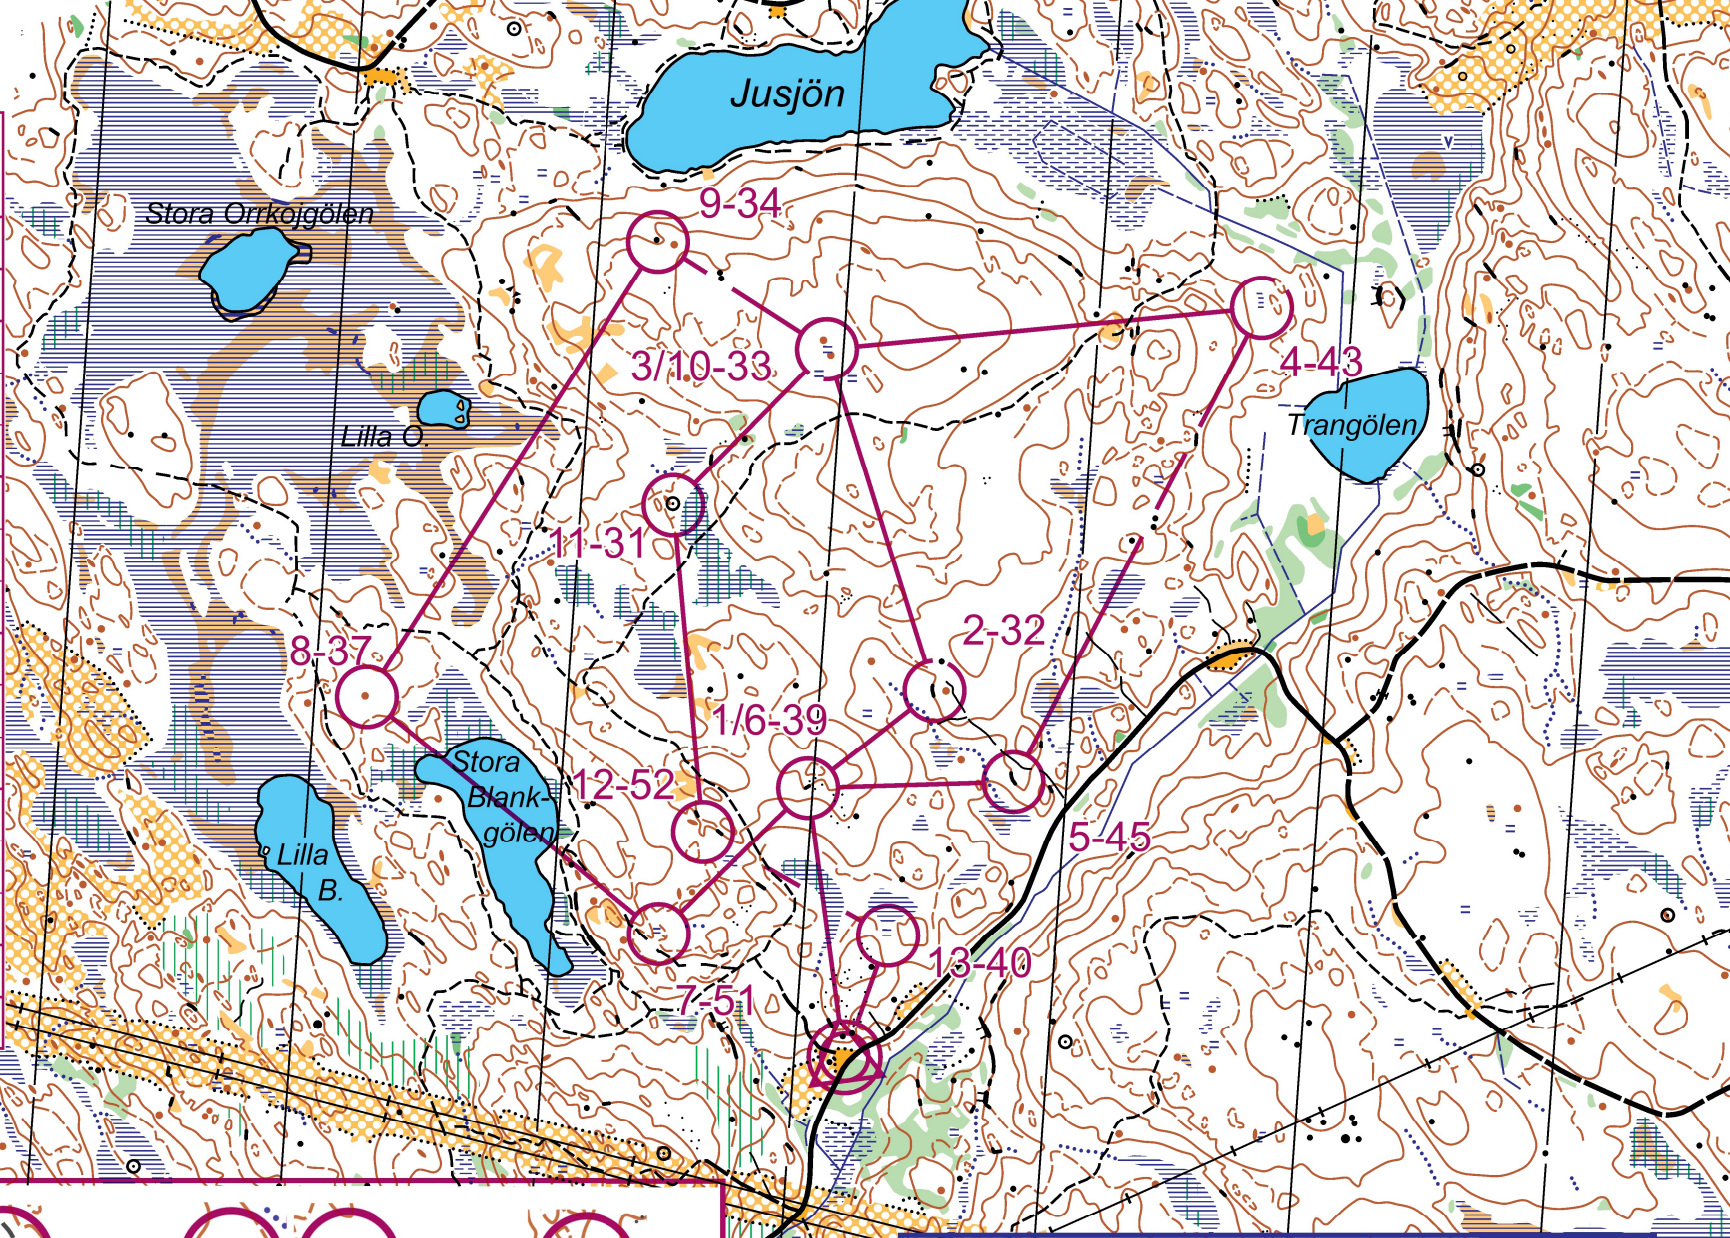 Jusjön
9-34
Stora Orrkojgölen
3/10-33
4-43
Trangölen
Lilla O.
11-31
2-32
8-37
1/6-39
Stora
Blank-
gölen
12-52
5-45
Lilla
B.
13-40
7-51